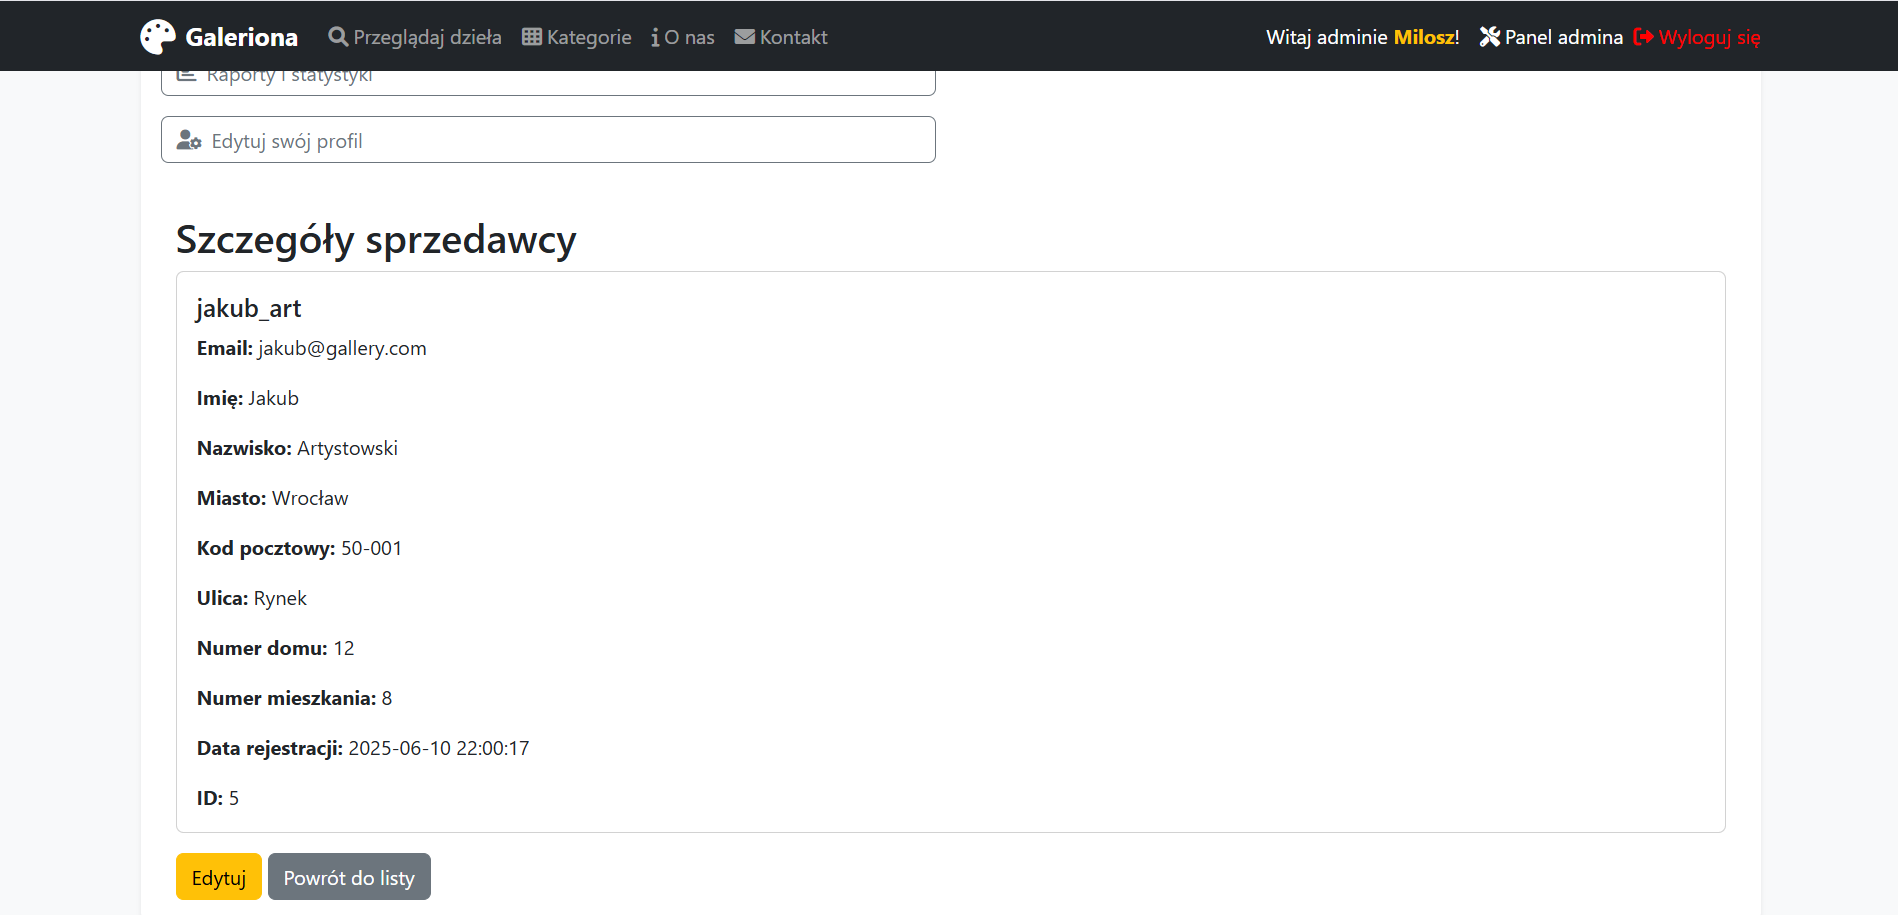 Galeriona Przeglądaj dzieła Kategorie O nas Kontakt Witaj adminie Milosz! Panel admina Wyloguj się
Raporty i statystyki
Edytuj swój profil
Szczegóły sprzedawcy
jakub_art
Email: jakub@gallery.com
Imię: Jakub
Nazwisko: Artystowski
Miasto: Wrocław
Kod pocztowy: 50-001
Ulica: Rynek
Numer domu: 12
Numer mieszkania: 8
Data rejestracji: 2025-06-10 22:00:17
ID: 5
Edytuj Powrót do listy